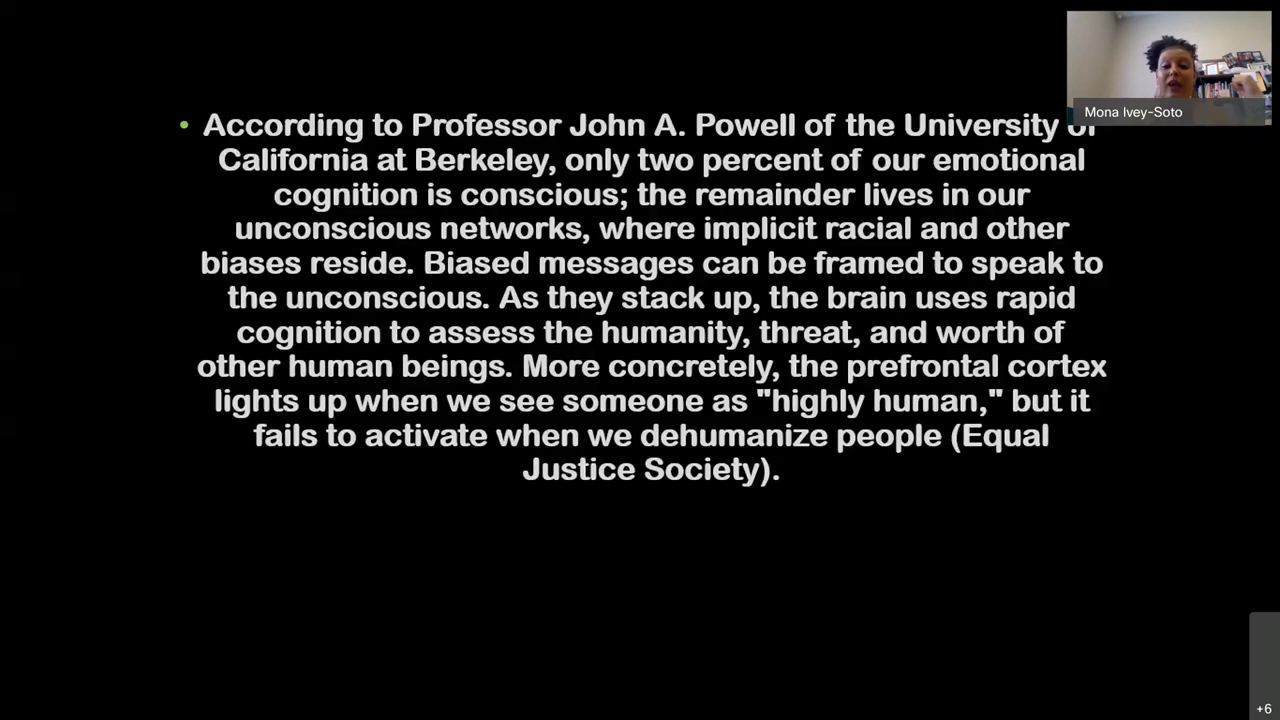 Mona Ivey-Soto
• According to Professor John A. Powell of the University of
California at Berkeley, only two percent of our emotional
cognition is conscious; the remainder lives in our
unconscious networks, where implicit racial and other
biases reside. Biased messages can be framed to speak to
the unconscious. As they stack up, the brain uses rapid
cognition to assess the humanity, threat, and worth of
other human beings. More concretely, the prefrontal cortex
lights up when we see someone as "highly human," but it
fails to activate when we dehumanize people (Equal
Justice Society).
+6